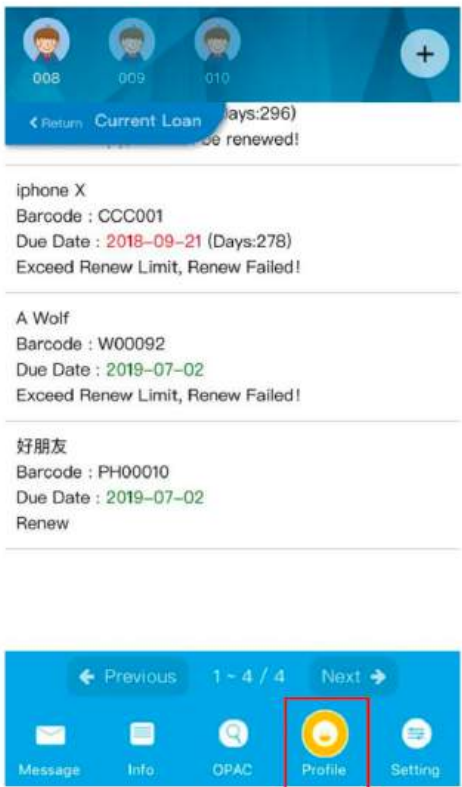 008
009
010
+
Return Current Loan
ays:296)
be renewed!
iphone X
Barcode : CCC001
Due Date : 2018-09-21 (Days:278)
Exceed Renew Limit, Renew Failed!
A Wolf
Barcode : W00092
Due Date : 2019-07-02
Exceed Renew Limit, Renew Failed!
好朋友
Barcode : PH00010
Due Date : 2019-07-02
Renew
Previous 1 ~ 4 / 4 Next
Message Info OPAC Profile Setting